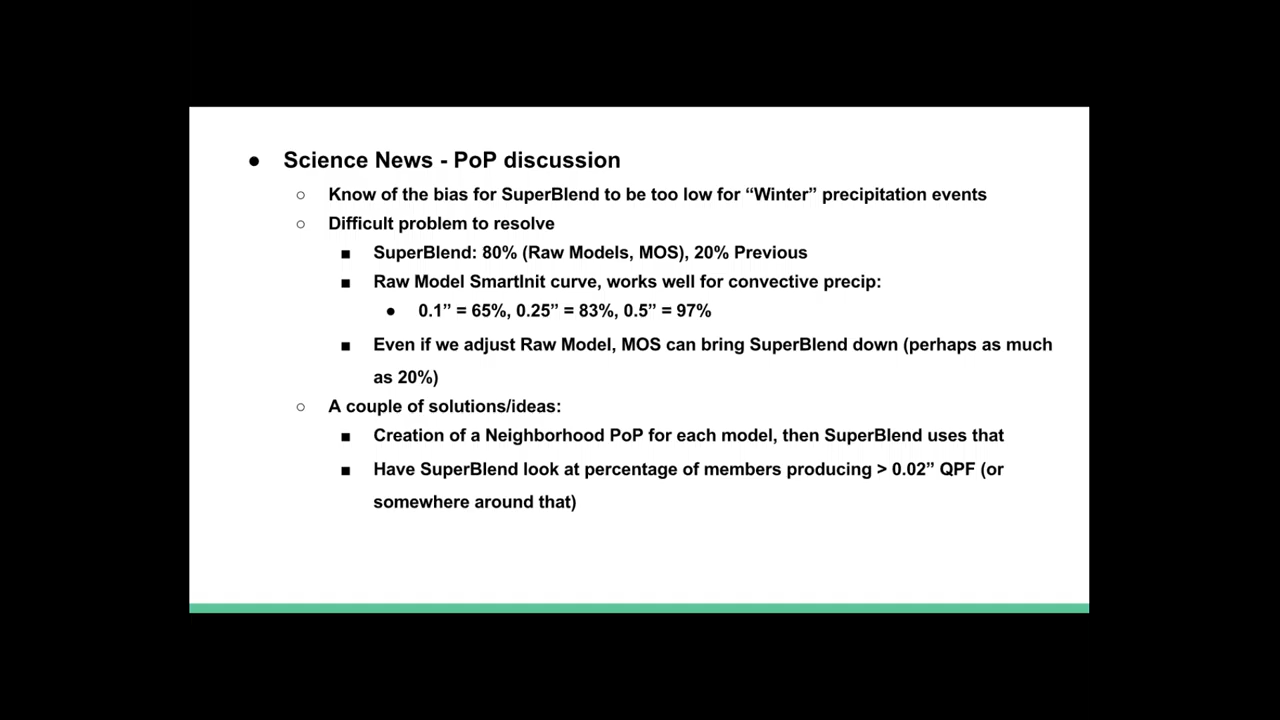 ● Science News - PoP discussion
○ Know of the bias for SuperBlend to be too low for “Winter” precipitation events
○ Difficult problem to resolve
■ SuperBlend: 80% (Raw Models, MOS), 20% Previous
■ Raw Model SmartInit curve, works well for convective precip:
● 0.1” = 65%, 0.25” = 83%, 0.5” = 97%
■ Even if we adjust Raw Model, MOS can bring SuperBlend down (perhaps as much
as 20%)
○ A couple of solutions/ideas:
■ Creation of a Neighborhood PoP for each model, then SuperBlend uses that
■ Have SuperBlend look at percentage of members producing > 0.02” QPF (or
somewhere around that)